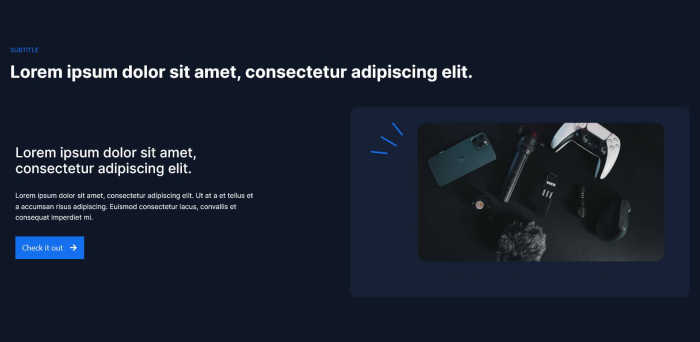 SUBTITLE
Lorem ipsum dolor sit amet, consectetur adipiscing elit.
Lorem ipsum dolor sit amet,
consectetur adipiscing elit.
Lorem ipsum dolor sit amet, consectetur adipiscing elit. Ut at a et tellus et
a accumsan risus adipiscing. Euismod consectetur lacus, convallis et
consequat imperdiet mi.
Check it out